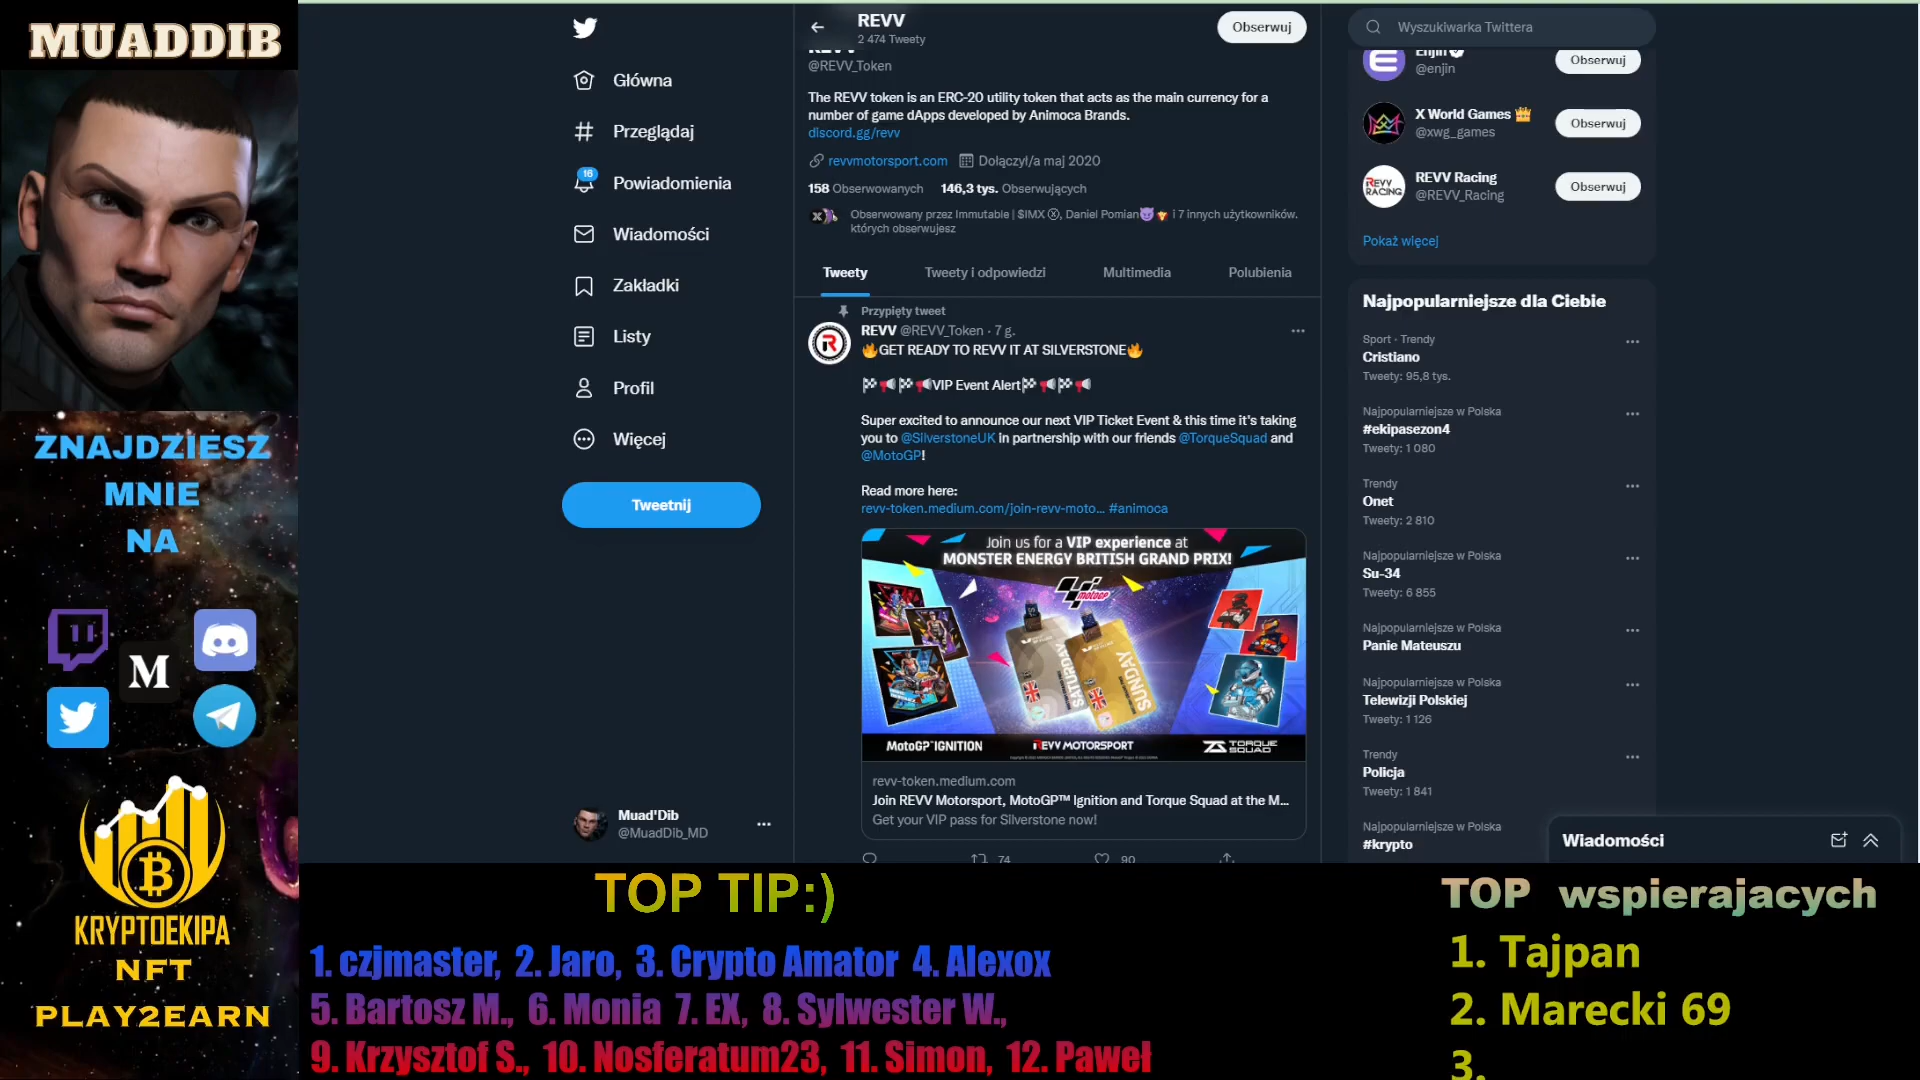 MUADDIB
ZNAJDZIESZ
MNIE
NA
M
KRYPTOEKIPA
NFT
PLAY2EARN
Główna
Przeglądaj
16
Powiadomienia
Wiadomości
Zakładki
Listy
Profil
Więcej
Tweetnij
Muad'Dib
@MuadDib_MD
REVV
2 474 Tweety
Obserwuj
REVV
@REVV_Token
The REVV token is an ERC-20 utility token that acts as the main currency for a
number of game dApps developed by Animoca Brands.
discord.gg/revv
revvmotorsport.com Dołączył/a maj 2020
158 Obserwowanych 146,3 tys. Obserwujących
Obserwowany przez Immutable | $IMX ⓧ, Daniel Pomian😈 i 7 innych użytkowników.
których obserwujesz
Tweety Tweety i odpowiedzi Multimedia Polubienia
Przypięty tweet
REVV @REVV_Token · 7 g.
🔥GET READY TO REVV IT AT SILVERSTONE🔥
🏁📢🏁📢VIP Event Alert🏁📢🏁📢
Super excited to announce our next VIP Ticket Event & this time it's taking
you to @SilverstoneUK in partnership with our friends @TorqueSquad and
@MotoGP!
Read more here:
revv-token.medium.com/join-revv-moto... #animoca
Join us for a VIP experience at
MONSTER ENERGY BRITISH GRAND PRIX!
MotoGP
SATURDAY
SUNDAY
MotoGP™IGNITION
REVV MOTORSPORT
TORQUE
SQUAD
revv-token.medium.com
Join REVV Motorsport, MotoGP™ Ignition and Torque Squad at the M...
Get your VIP pass for Silverstone now!
74
90
Wyszukiwarka Twittera
Enjin
@enjin
Obserwuj
X World Games 👑
@xwg_games
Obserwuj
REVV
RACING
REVV Racing
@REVV_Racing
Obserwuj
Pokaż więcej
Najpopularniejsze dla Ciebie
Sport · Trendy
Cristiano
Tweety: 95,8 tys.
Najpopularniejsze w Polska
#ekipasezon4
Tweety: 1 080
Trendy
Onet
Tweety: 2 810
Najpopularniejsze w Polska
Su-34
Tweety: 6 855
Najpopularniejsze w Polska
Panie Mateuszu
Najpopularniejsze w Polska
Telewizji Polskiej
Tweety: 1 126
Trendy
Policja
Tweety: 1 841
Najpopularniejsze w Polska
#krypto
Wiadomości
TOP TIP:)
1. czjmaster, 2. Jaro, 3. Crypto Amator 4. Alexox
5. Bartosz M., 6. Monia 7. EX, 8. Sylwester W.,
9. Krzysztof S., 10. Nosferatum23, 11. Simon, 12. Paweł
TOP wspierajacych
1. Tajpan
2. Marecki 69
3.